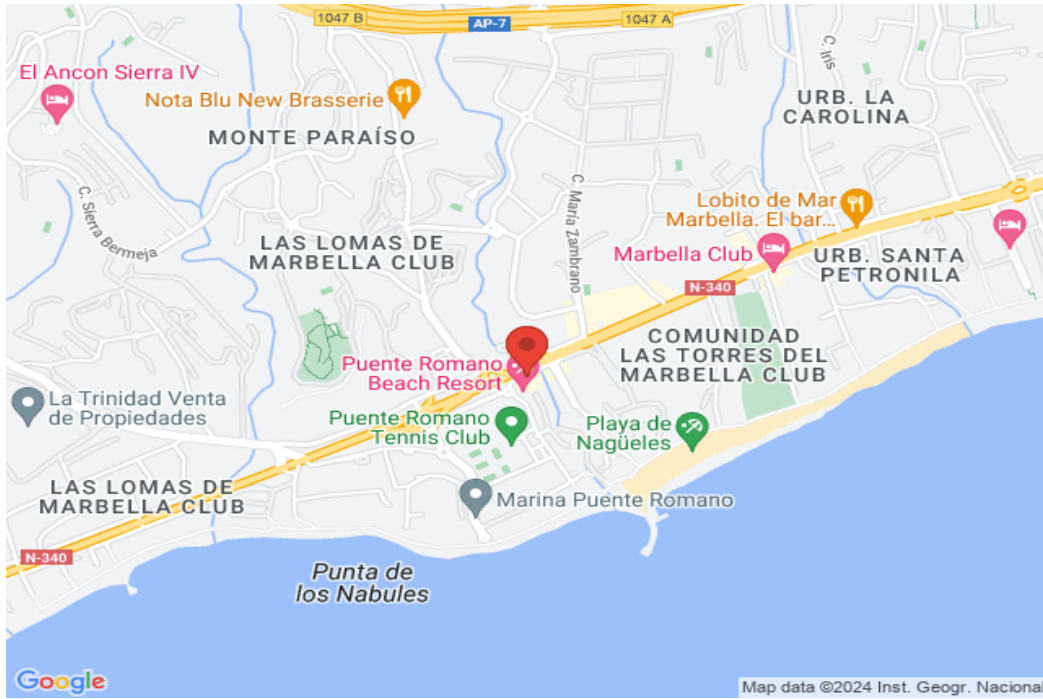 1047 B
AP-7
1047 A
El Ancon Sierra IV
Nota Blu New Brasserie
MONTE PARAÍSO
C. Iris
URB. LA
CAROLINA
C. Sierra Bermeja
C. María Zambrano
Lobito de Mar
Marbella. El bar...
LAS LOMAS DE
MARBELLA CLUB
Marbella Club
URB. SANTA
PETRONILA
N-340
COMUNIDAD
LAS TORRES DEL
MARBELLA CLUB
Puente Romano
Beach Resort
La Trinidad Venta
de Propiedades
Puente Romano
Tennis Club
Playa de
Nagüeles
LAS LOMAS DE
MARBELLA CLUB
Marina Puente Romano
N-340
Punta de
los Nabules
Google
Map data ©2024 Inst. Geogr. Nacional